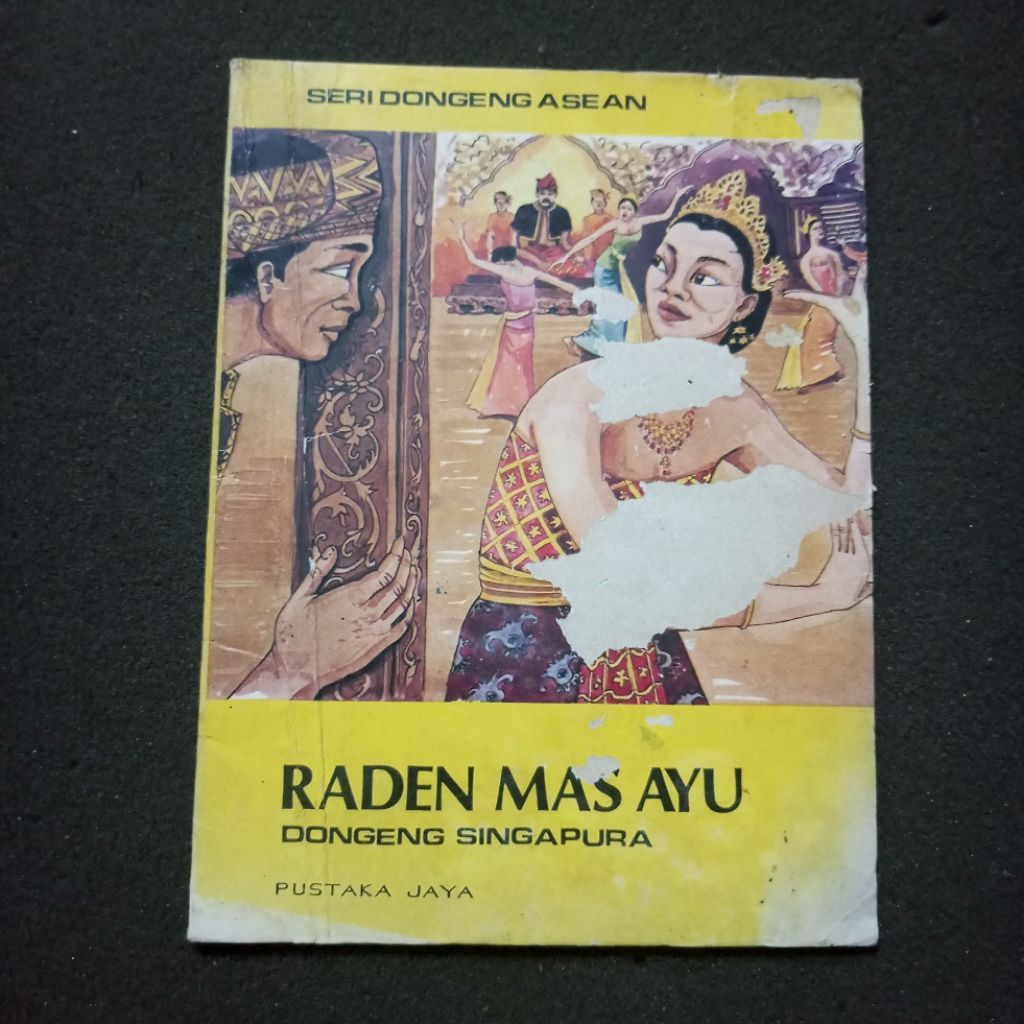 SERI DONGENG ASEAN
RADEN MAS AYU
DONGENG SINGAPURA
PUSTAKA JAYA